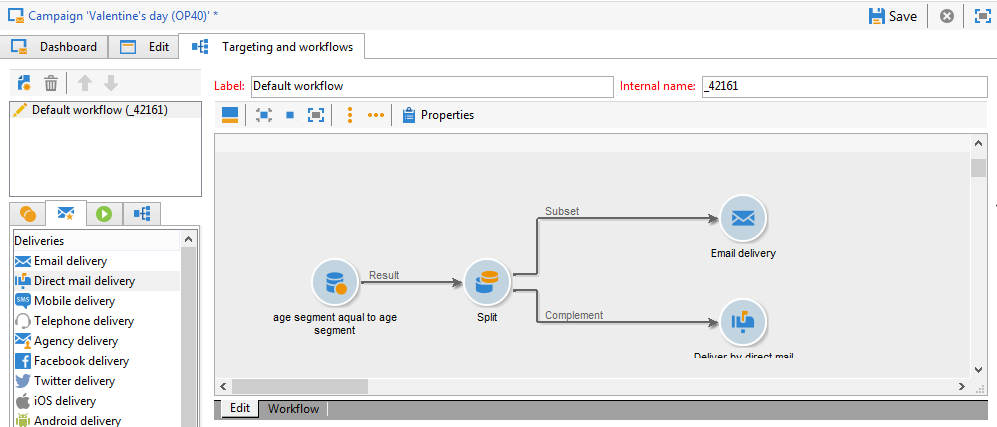 Campaign 'Valentine's day (OP40)' *
Save
Dashboard
Edit
Targeting and workflows
Label:
Default workflow
Internal name:
_42161
Default workflow (_42161)
Properties
Deliveries
Email delivery
Direct mail delivery
SMS
Mobile delivery
Telephone delivery
Agency delivery
Facebook delivery
Twitter delivery
iOS delivery
Android delivery
Result
age segment aqual to age
segment
Split
Subset
Email delivery
Complement
Deliver by direct mail
Edit
Workflow